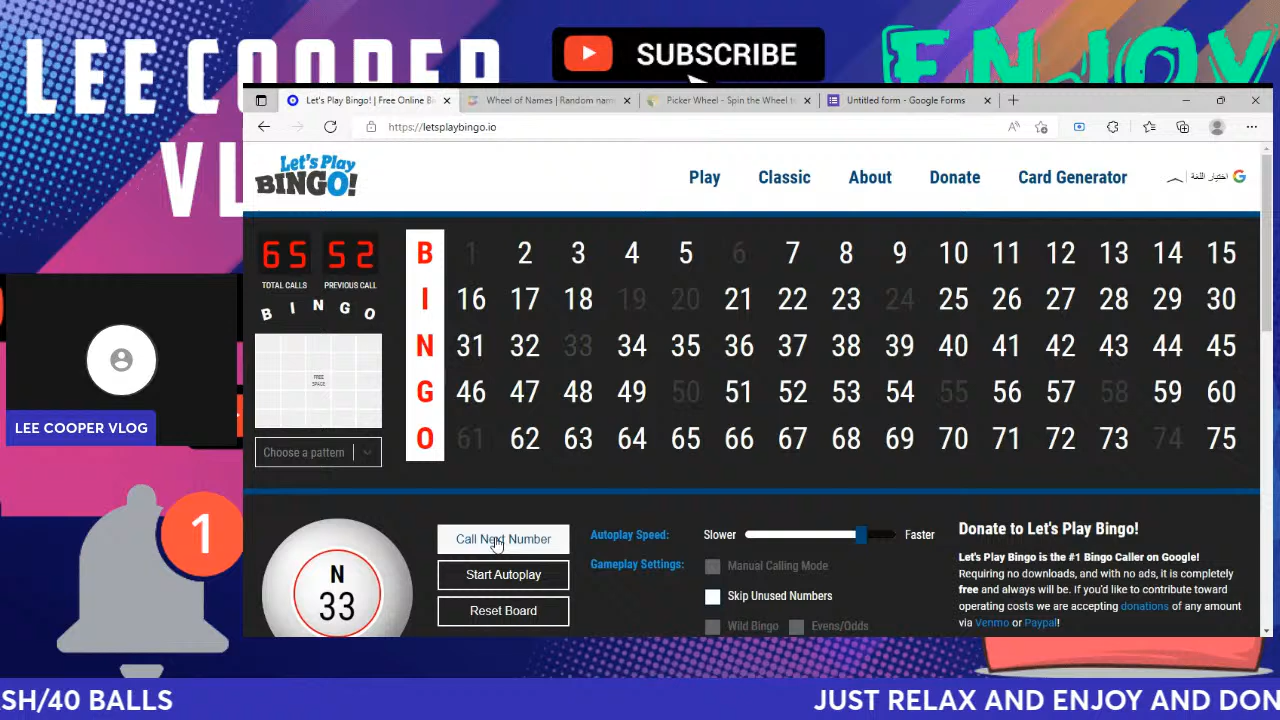 LEE COOPER
VL
SUBSCRIBE
ENJOY
Let's Play Bingo! | Free Online B
Wheel of Names | Random nam
Picker Wheel - Spin the Wheel t
Untitled form - Google Forms
https://letsplaybingo.io
Let's Play
BINGO!
Play
Classic
About
Donate
Card Generator
اختيار اللغة
65 52
TOTAL CALLS PREVIOUS CALL
B I N G O
FREE
SPACE
Choose a pattern
B 1 2 3 4 5 6 7 8 9 10 11 12 13 14 15
I 16 17 18 19 20 21 22 23 24 25 26 27 28 29 30
N 31 32 33 34 35 36 37 38 39 40 41 42 43 44 45
G 46 47 48 49 50 51 52 53 54 55 56 57 58 59 60
O 61 62 63 64 65 66 67 68 69 70 71 72 73 74 75
LEE COOPER VLOG
1
N
33
Call Next Number
Start Autoplay
Reset Board
Autoplay Speed: Slower Faster
Gameplay Settings: Manual Calling Mode
Skip Unused Numbers
Wild Bingo Evens/Odds
Donate to Let's Play Bingo!
Let's Play Bingo is the #1 Bingo Caller on Google!
Requiring no downloads, and with no ads, it is completely
free and always will be. If you'd like to contribute toward
operating costs we are accepting donations of any amount
via Venmo or Paypal!
SH/40 BALLS
JUST RELAX AND ENJOY AND DON